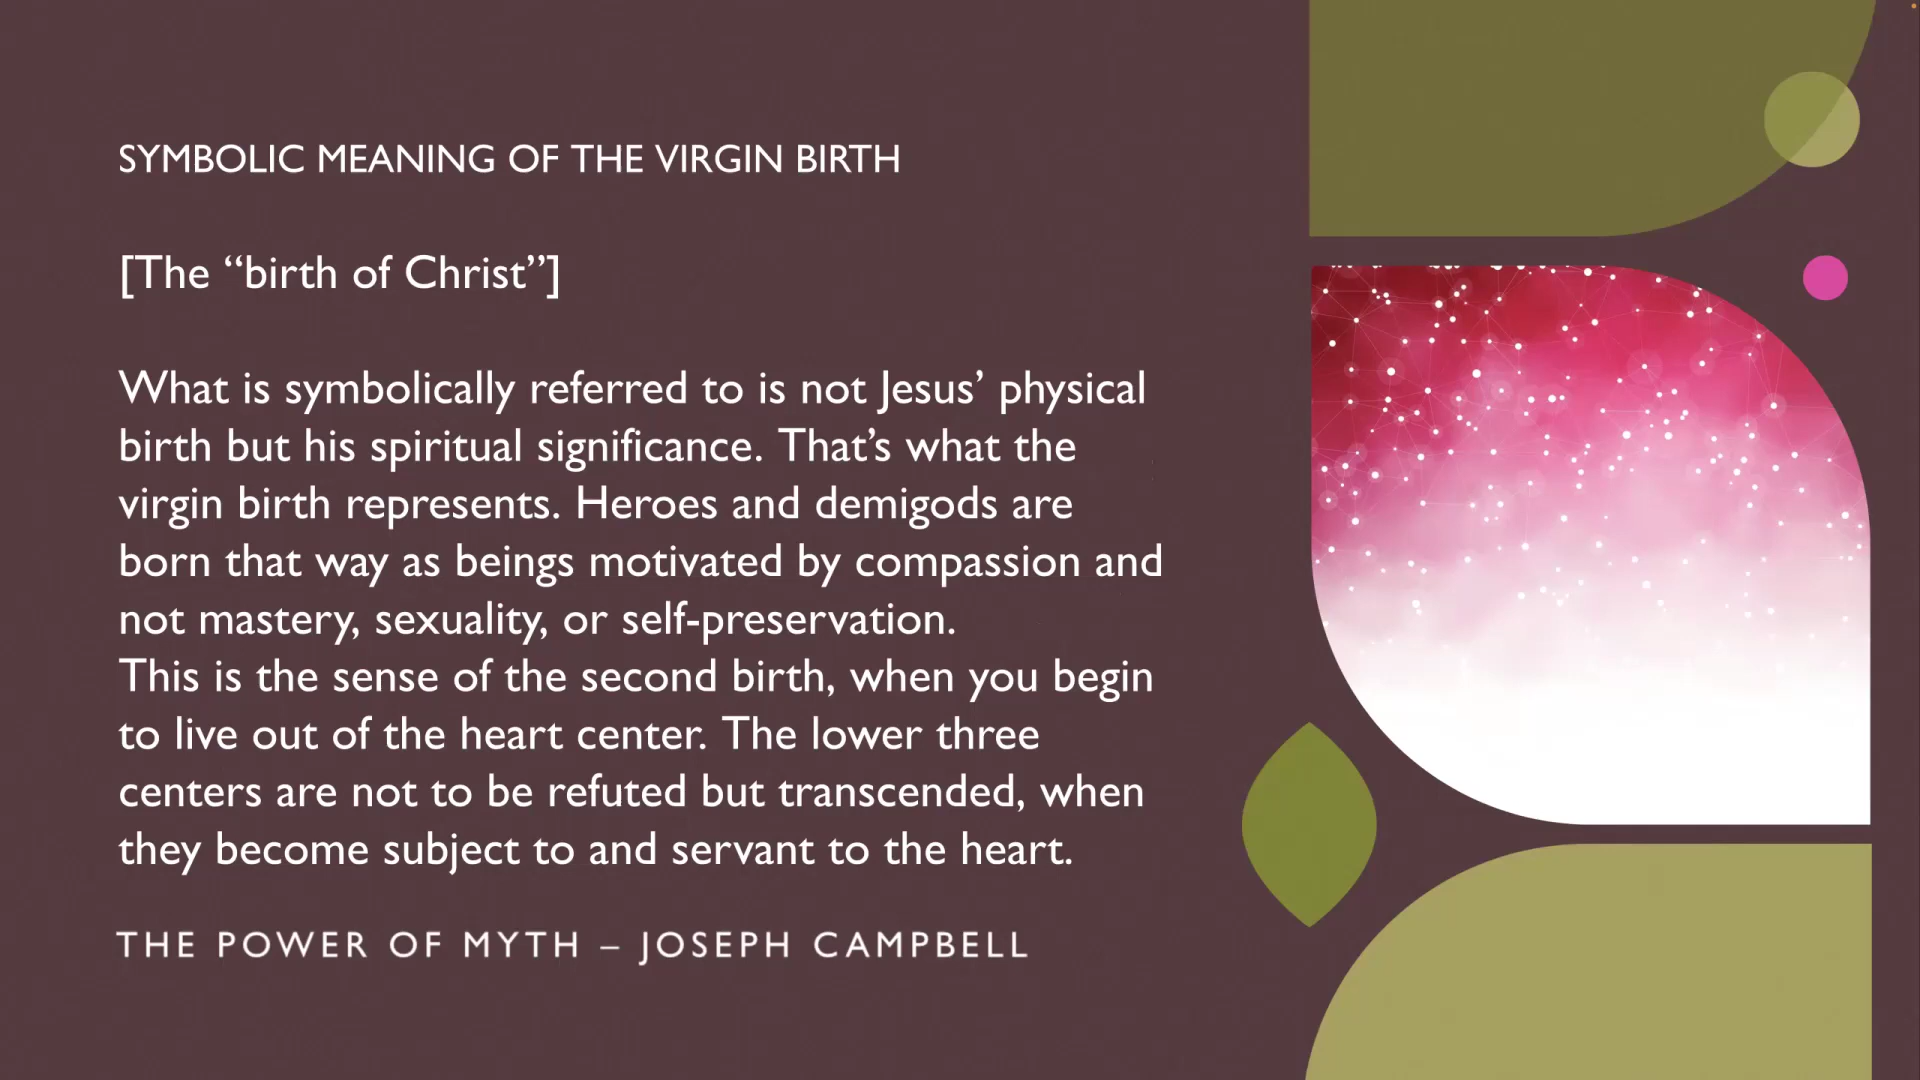 SYMBOLIC MEANING OF THE VIRGIN BIRTH
[The “birth of Christ”]
What is symbolically referred to is not Jesus’ physical
birth but his spiritual significance. That’s what the
virgin birth represents. Heroes and demigods are
born that way as beings motivated by compassion and
not mastery, sexuality, or self-preservation.
This is the sense of the second birth, when you begin
to live out of the heart center. The lower three
centers are not to be refuted but transcended, when
they become subject to and servant to the heart.
THE POWER OF MYTH – JOSEPH CAMPBELL